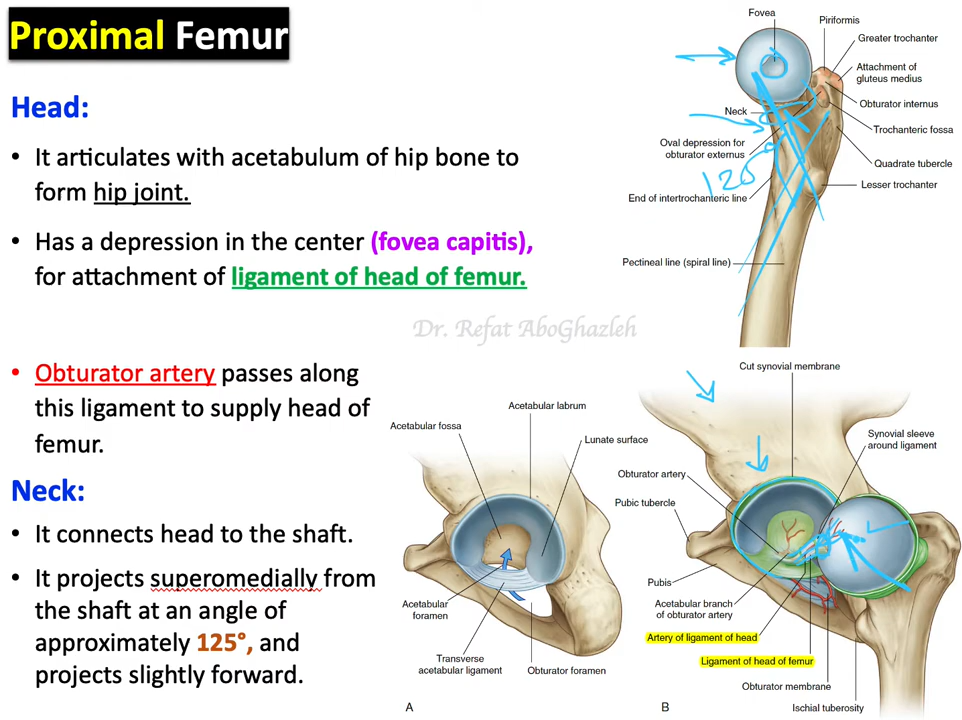 Proximal Femur
Head:
• It articulates with acetabulum of hip bone to
form hip joint.
• Has a depression in the center (fovea capitis),
for attachment of ligament of head of femur.
• Obturator artery passes along
this ligament to supply head of
femur.
Neck:
• It connects head to the shaft.
• It projects superomedially from
the shaft at an angle of
approximately 125°, and
projects slightly forward.
Dr. Refat AboGhazleh
Fovea
Piriformis
Greater trochanter
Attachment of
gluteus medius
Obturator internus
Trochanteric fossa
Quadrate tubercle
Lesser trochanter
Neck
Oval depression for
obturator externus
125
End of intertrochanteric line
Pectineal line (spiral line)
Acetabular labrum
Acetabular fossa
Lunate surface
Acetabular
foramen
Transverse
acetabular ligament
Obturator foramen
A
Cut synovial membrane
Synovial sleeve
around ligament
Obturator artery
Pubic tubercle
Pubis
Acetabular branch
of obturator artery
Artery of ligament of head
Ligament of head of femur
Obturator membrane
Ischial tuberosity
B